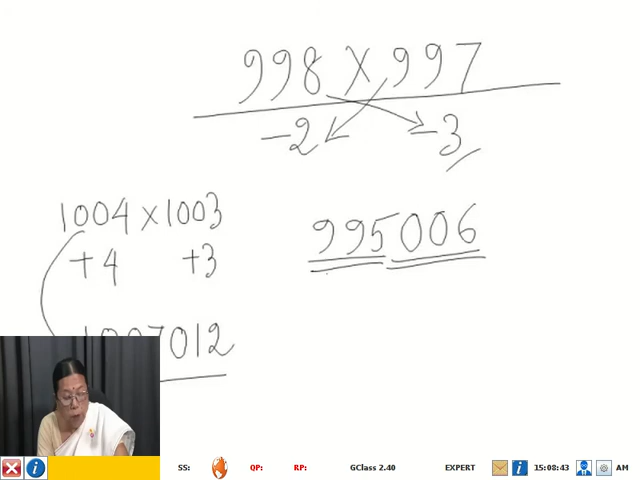 998 X 997
-2 -3
1004 X 1003
+4 +3
995006
1007012
SS: QP: RP: GClass 2.40 EXPERT 15:08:43 AM